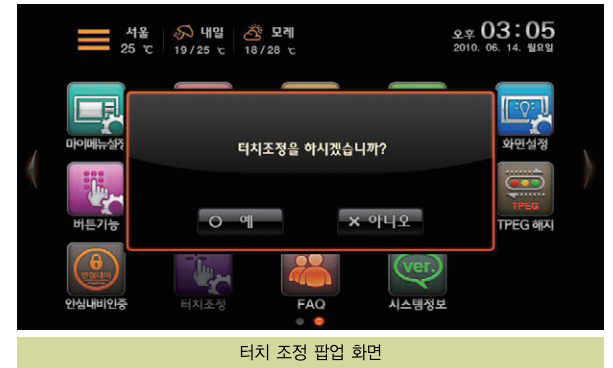 서울
25 ℃
내일
19/25 ℃
모레
18/28 ℃
오후 03:05
2010. 06. 14. 월요일
마이메뉴설정
터치조정을 하시겠습니까?
화면설정
버튼기능
예
아니오
TPEG
TPEG 해지
안심내비
ver.
안심내비인증
터치조정
FAQ
시스템정보
터치 조정 팝업 화면